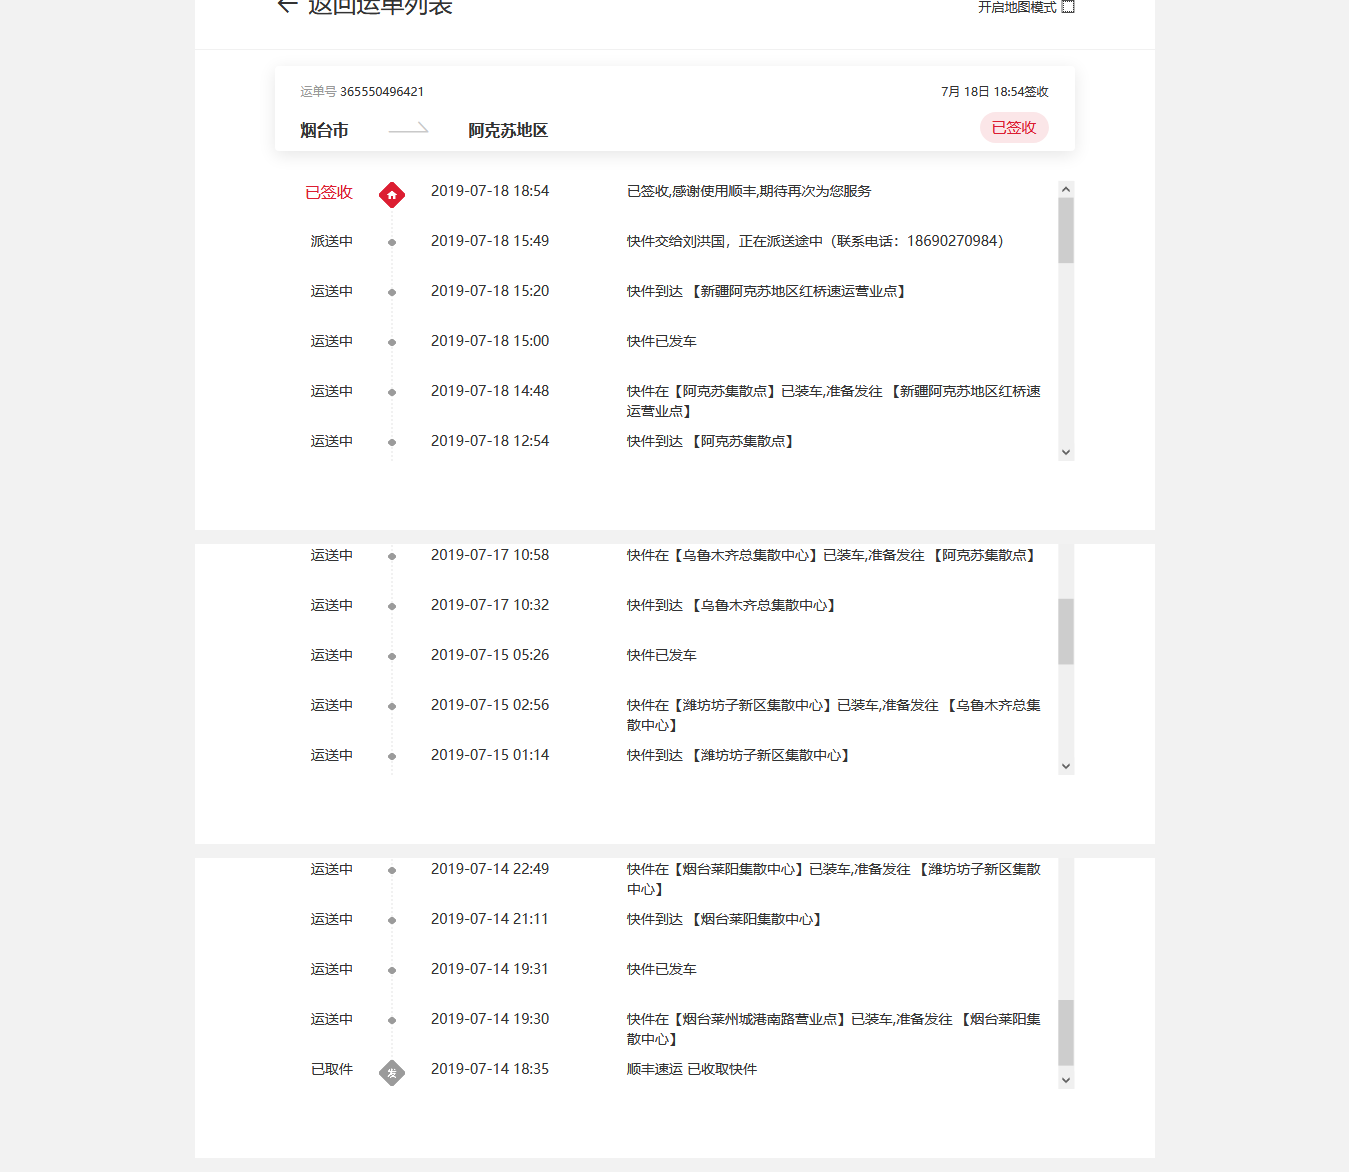 返回运单列表
开启地图模式
运单号 365550496421
7月 18日 18:54签收
烟台市
阿克苏地区
已签收
已签收 2019-07-18 18:54 已签收,感谢使用顺丰,期待再次为您服务
派送中 2019-07-18 15:49 快件交给刘洪国，正在派送途中（联系电话：18690270984）
运送中 2019-07-18 15:20 快件到达 【新疆阿克苏地区红桥速运营业点】
运送中 2019-07-18 15:00 快件已发车
运送中 2019-07-18 14:48 快件在【阿克苏集散点】已装车,准备发往 【新疆阿克苏地区红桥速
运营业点】
运送中 2019-07-18 12:54 快件到达 【阿克苏集散点】
运送中 2019-07-17 10:58 快件在【乌鲁木齐总集散中心】已装车,准备发往 【阿克苏集散点】
运送中 2019-07-17 10:32 快件到达 【乌鲁木齐总集散中心】
运送中 2019-07-15 05:26 快件已发车
运送中 2019-07-15 02:56 快件在【潍坊坊子新区集散中心】已装车,准备发往 【乌鲁木齐总集
散中心】
运送中 2019-07-15 01:14 快件到达 【潍坊坊子新区集散中心】
运送中 2019-07-14 22:49 快件在【烟台莱阳集散中心】已装车,准备发往 【潍坊坊子新区集散
中心】
运送中 2019-07-14 21:11 快件到达 【烟台莱阳集散中心】
运送中 2019-07-14 19:31 快件已发车
运送中 2019-07-14 19:30 快件在【烟台莱州城港南路营业点】已装车,准备发往 【烟台莱阳集
散中心】
已取件 发 2019-07-14 18:35 顺丰速运 已收取快件